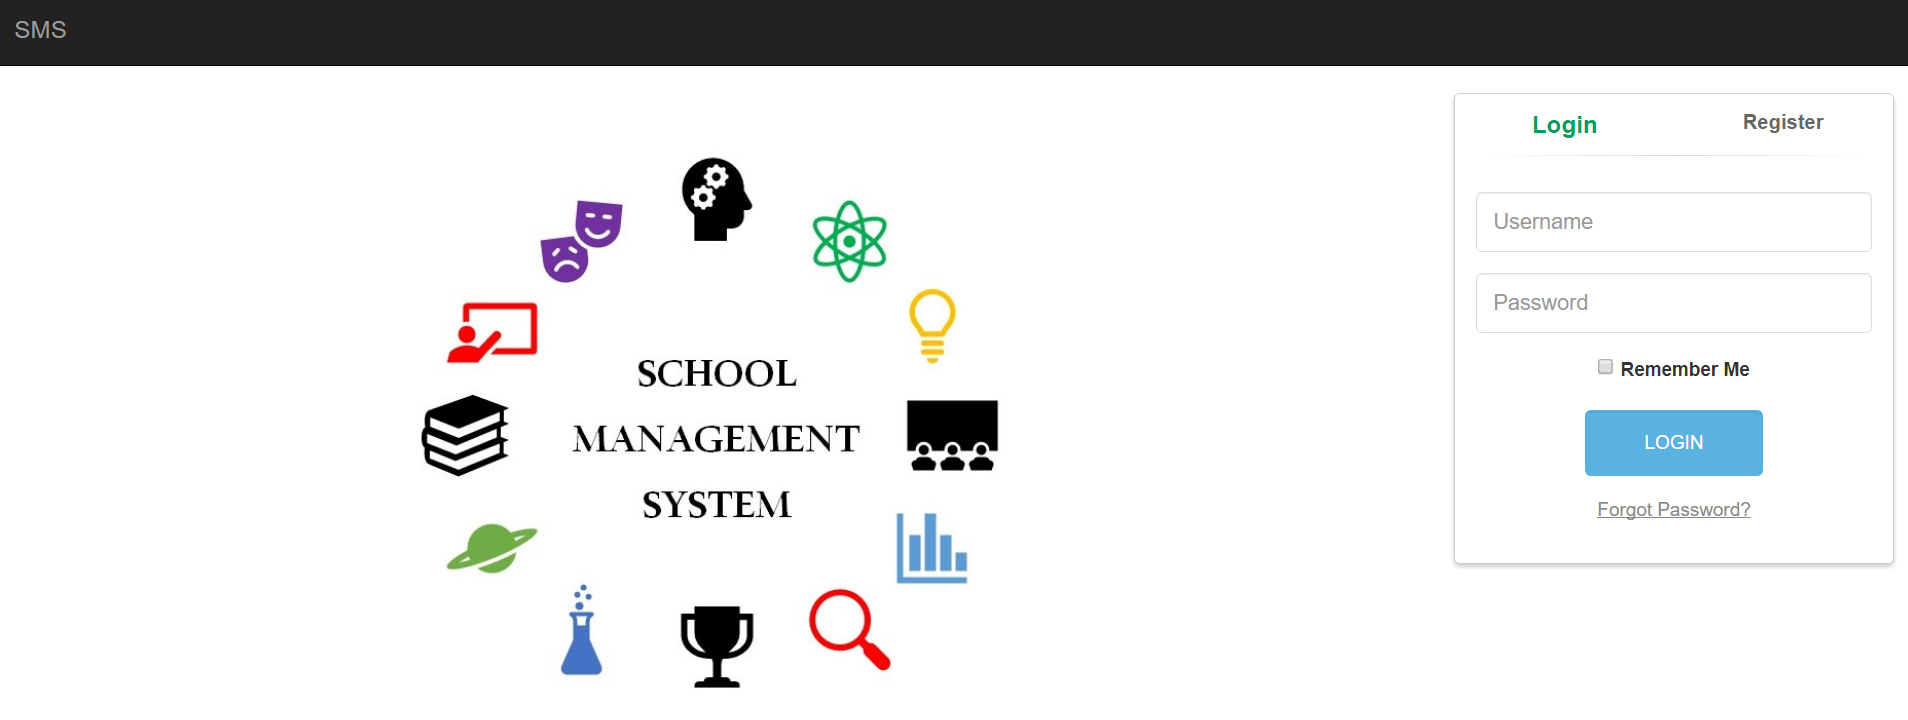 SMS
SCHOOL
MANAGEMENT
SYSTEM
Login
Register
Username
Password
Remember Me
LOGIN
Forgot Password?